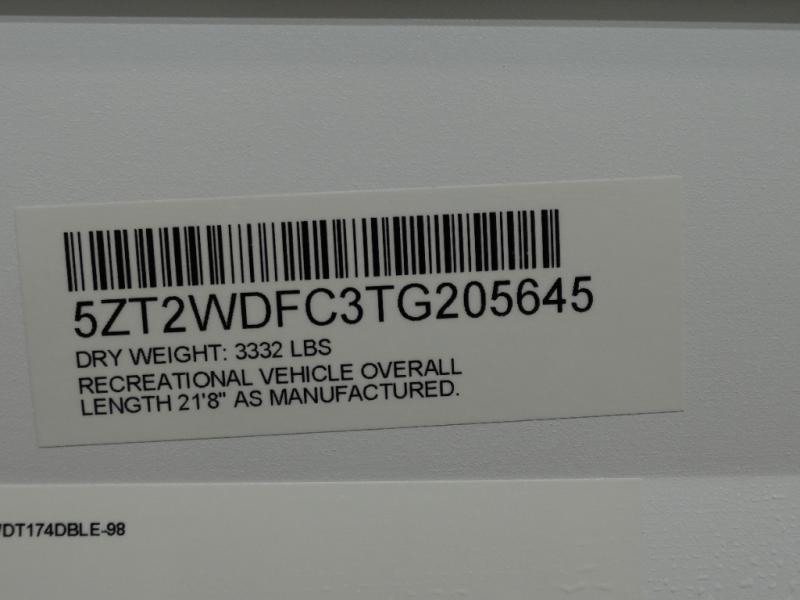 5ZT2WDFC3TG205645
DRY WEIGHT: 3332 LBS
RECREATIONAL VEHICLE OVERALL
LENGTH 21'8" AS MANUFACTURED.
DT174DBLE-98